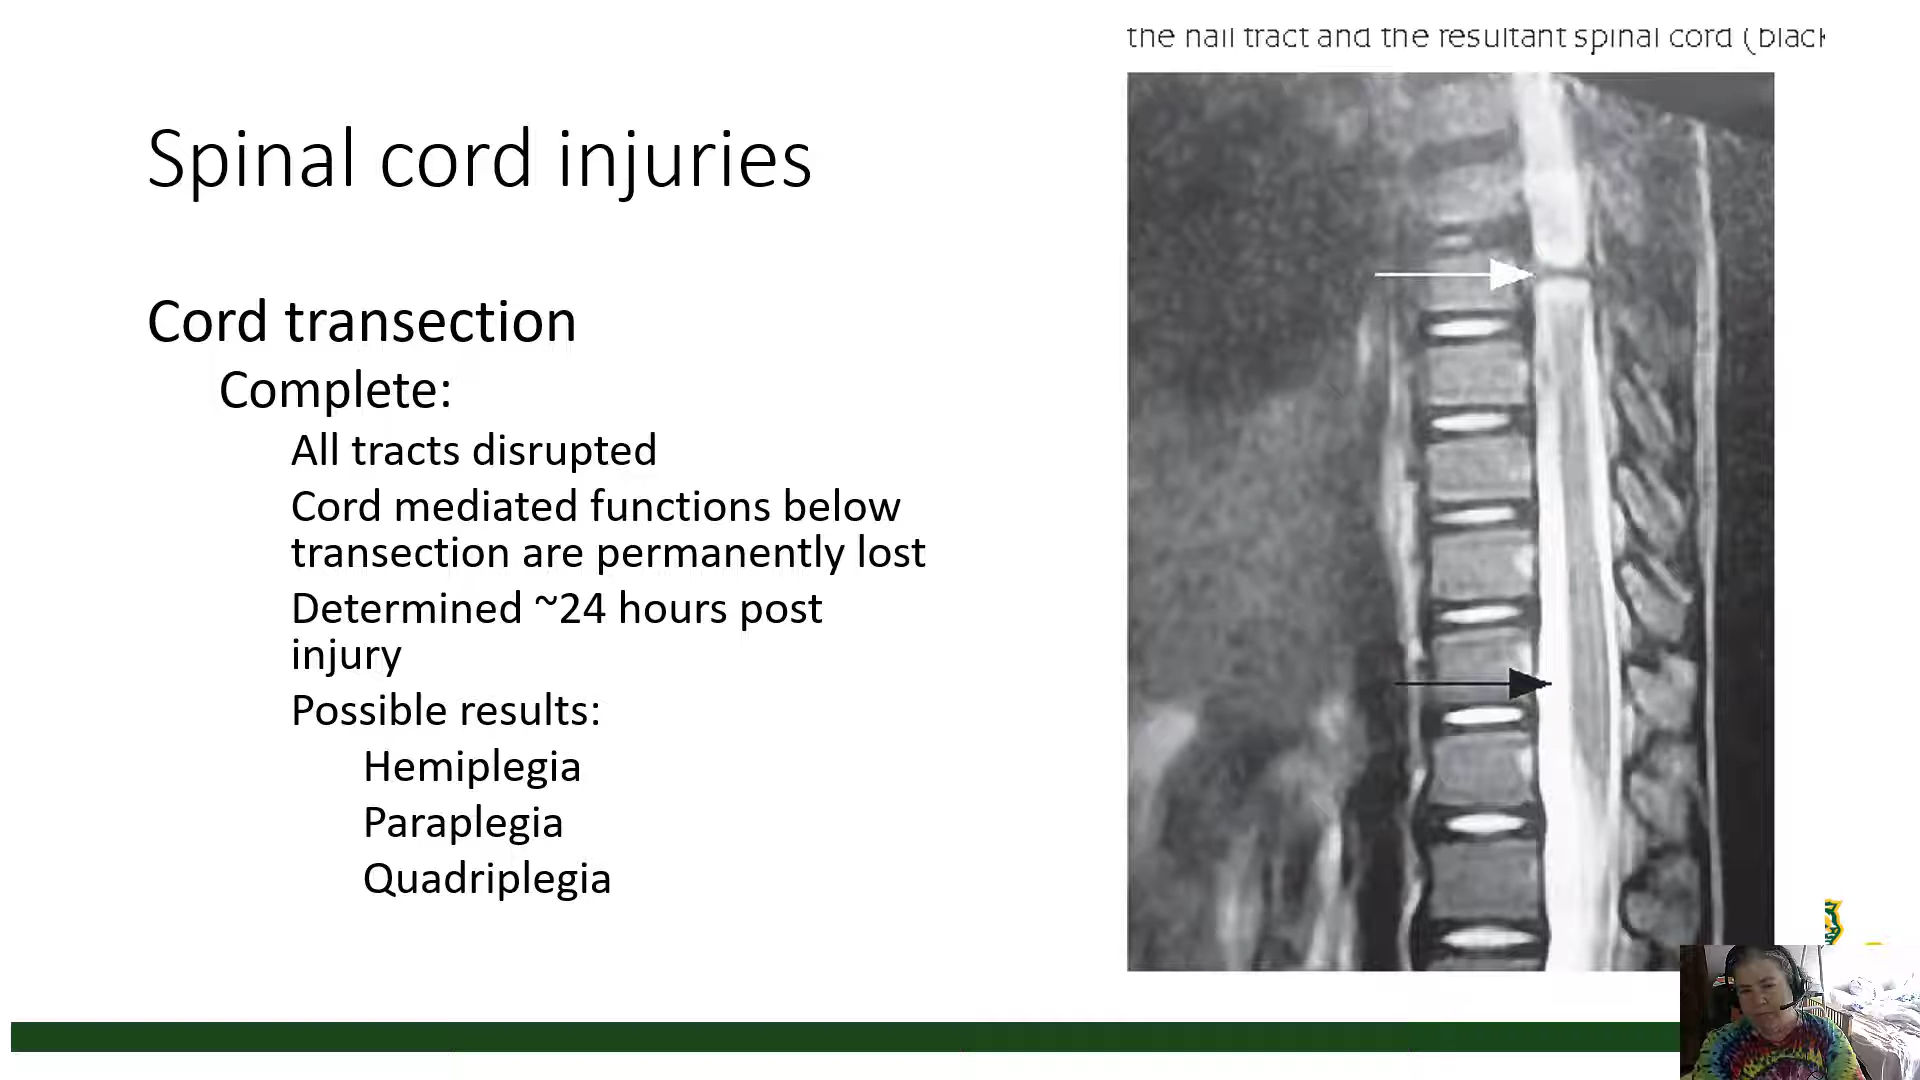 the nail tract and the resultant spinal cord (black
Spinal cord injuries
Cord transection
Complete:
All tracts disrupted
Cord mediated functions below
transection are permanently lost
Determined ~24 hours post
injury
Possible results:
Hemiplegia
Paraplegia
Quadriplegia